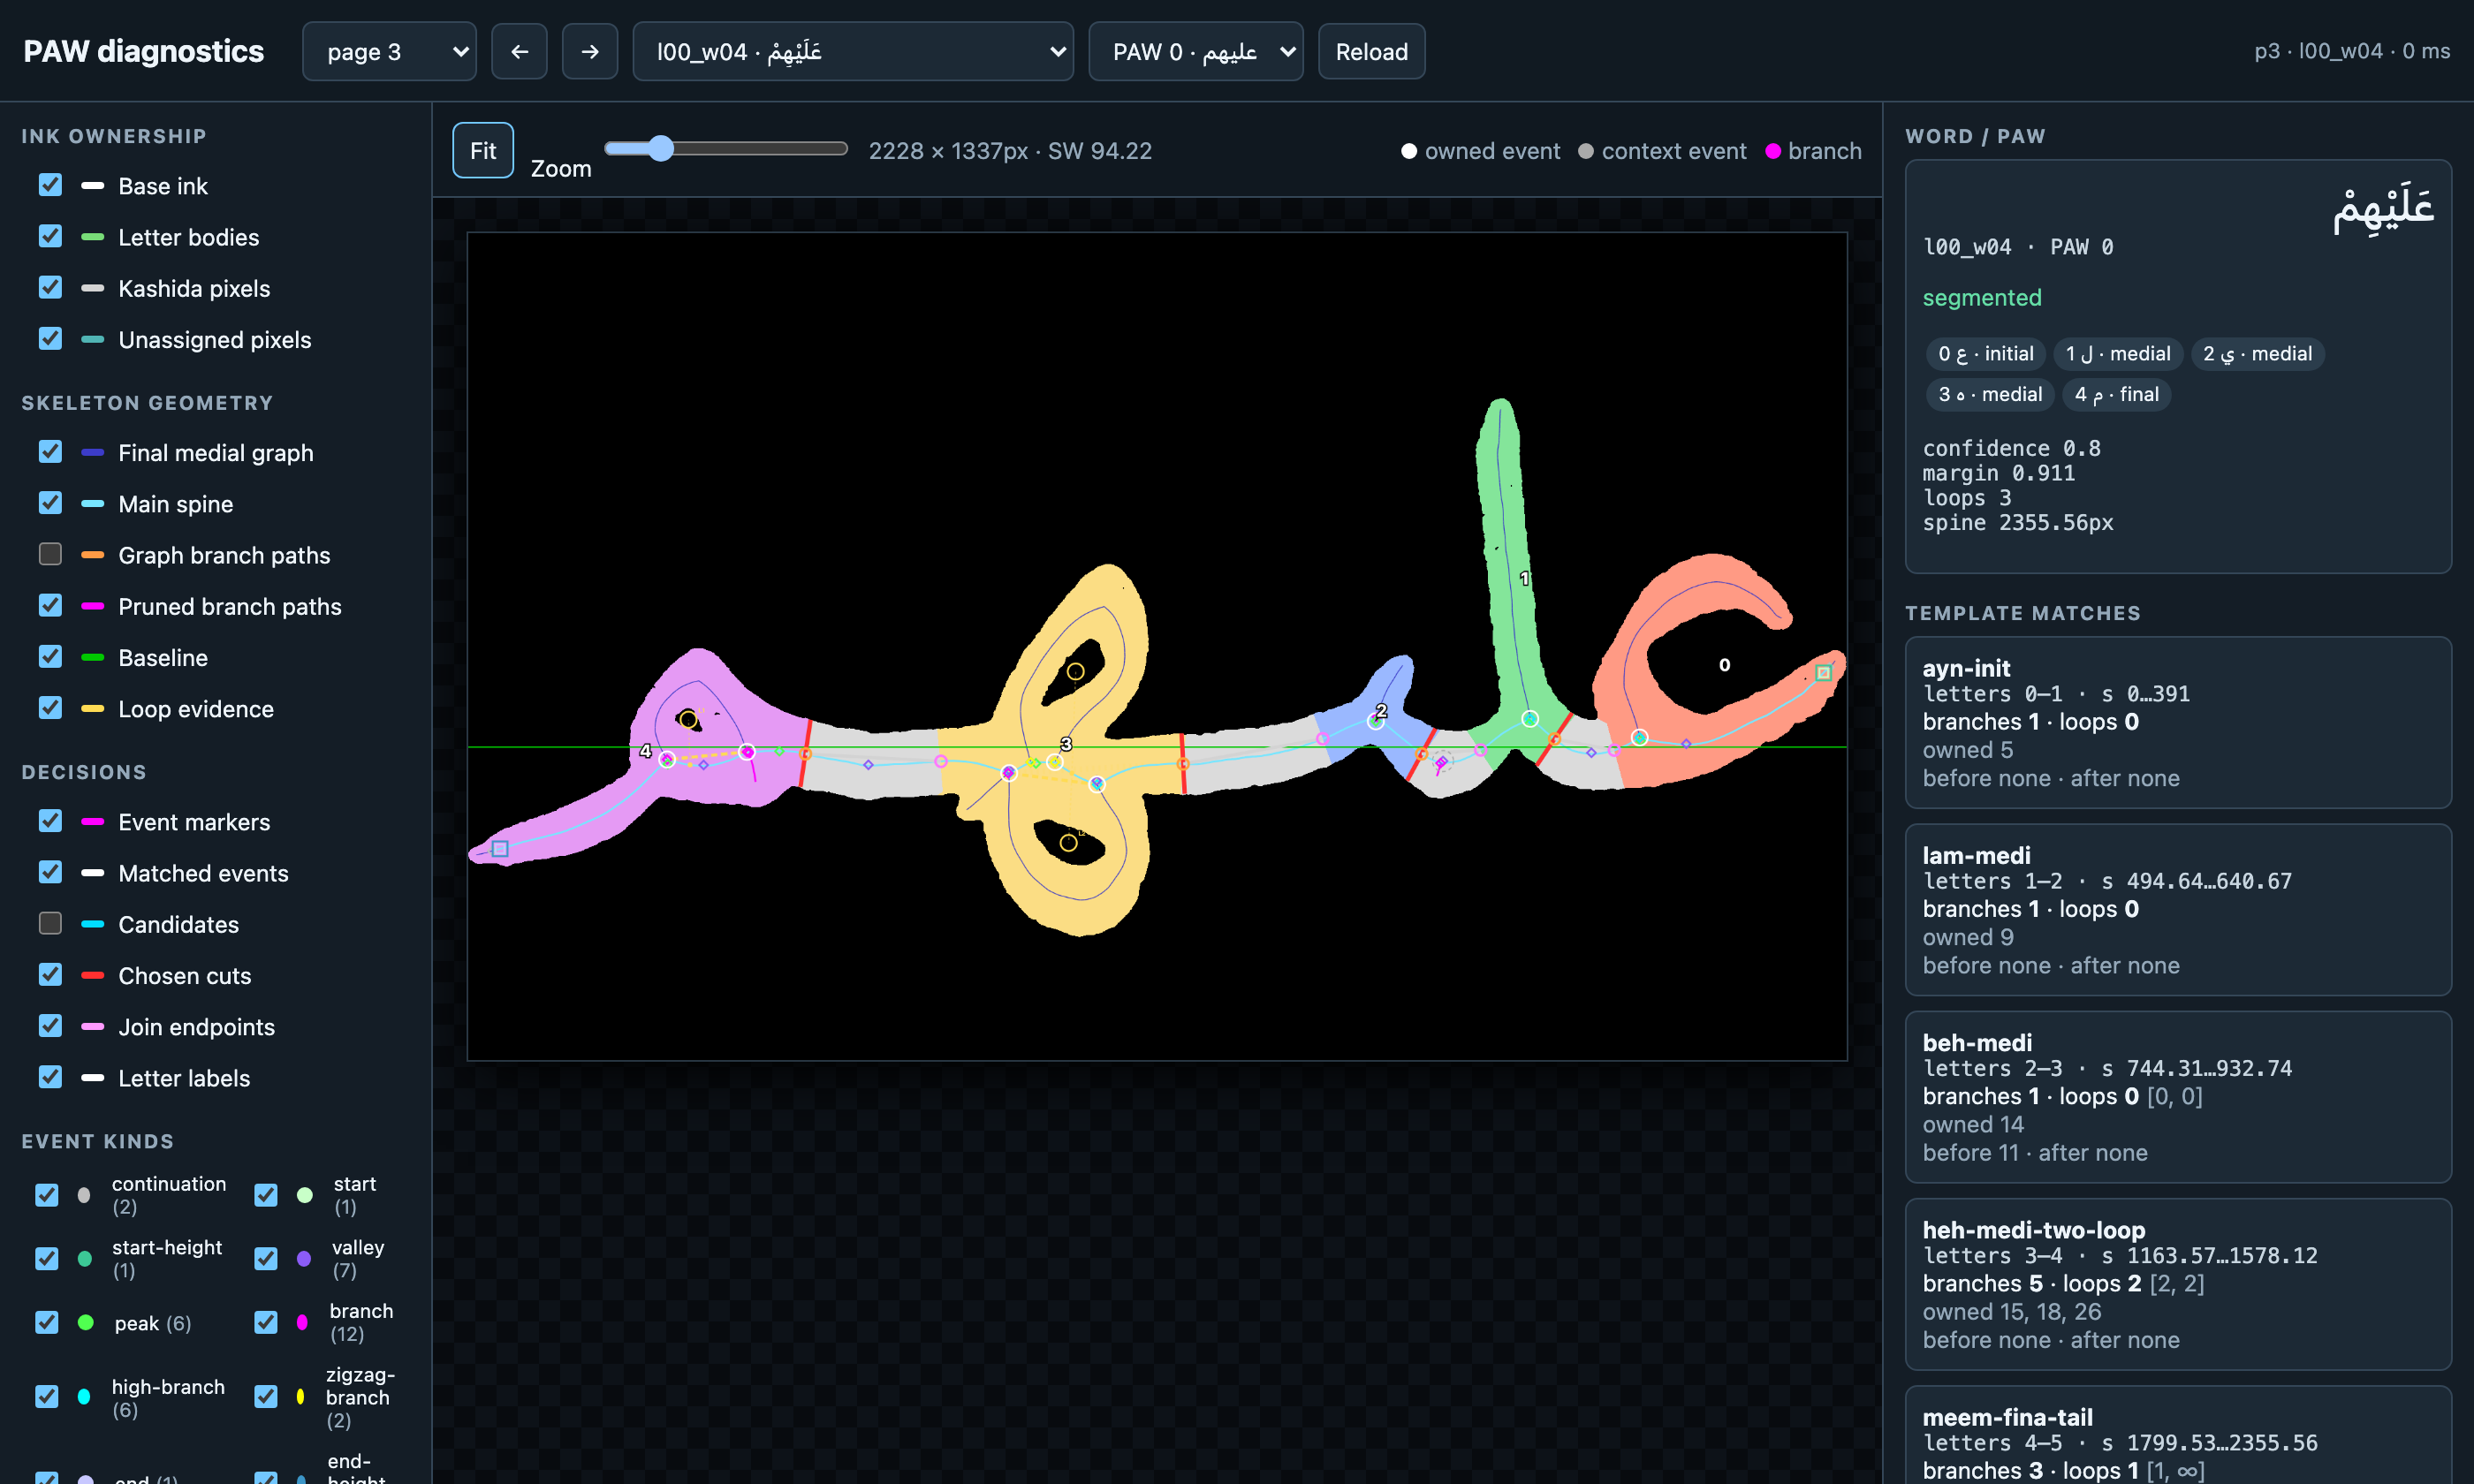 PAW diagnostics
page 3
←
→
l00_w04 · عَلَيْهِمْ
PAW 0 · عليهم
Reload
p3 · l00_w04 · 0 ms
INK OWNERSHIP
Base ink
Letter bodies
Kashida pixels
Unassigned pixels
SKELETON GEOMETRY
Final medial graph
Main spine
Graph branch paths
Pruned branch paths
Baseline
Loop evidence
DECISIONS
Event markers
Matched events
Candidates
Chosen cuts
Join endpoints
Letter labels
EVENT KINDS
continuation (2)
start (1)
start-height (1)
valley (7)
peak (6)
branch (12)
high-branch (6)
zigzag-branch (2)
end (1)
end-height
Fit
Zoom
2228 × 1337px · SW 94.22
owned event
context event
branch
4
3
2
1
0
WORD / PAW
عَلَيْهِمْ
l00_w04 · PAW 0
segmented
0 ع · initial
1 ل · medial
2 ي · medial
3 ه · medial
4 م · final
confidence 0.8
margin 0.911
loops 3
spine 2355.56px
TEMPLATE MATCHES
ayn-init
letters 0–1 · s 0…391
branches 1 · loops 0
owned 5
before none · after none
lam-medi
letters 1–2 · s 494.64…640.67
branches 1 · loops 0
owned 9
before none · after none
beh-medi
letters 2–3 · s 744.31…932.74
branches 1 · loops 0 [0, 0]
owned 14
before 11 · after none
heh-medi-two-loop
letters 3–4 · s 1163.57…1578.12
branches 5 · loops 2 [2, 2]
owned 15, 18, 26
before none · after none
meem-fina-tail
letters 4–5 · s 1799.53…2355.56
branches 3 · loops 1 [1, ∞]